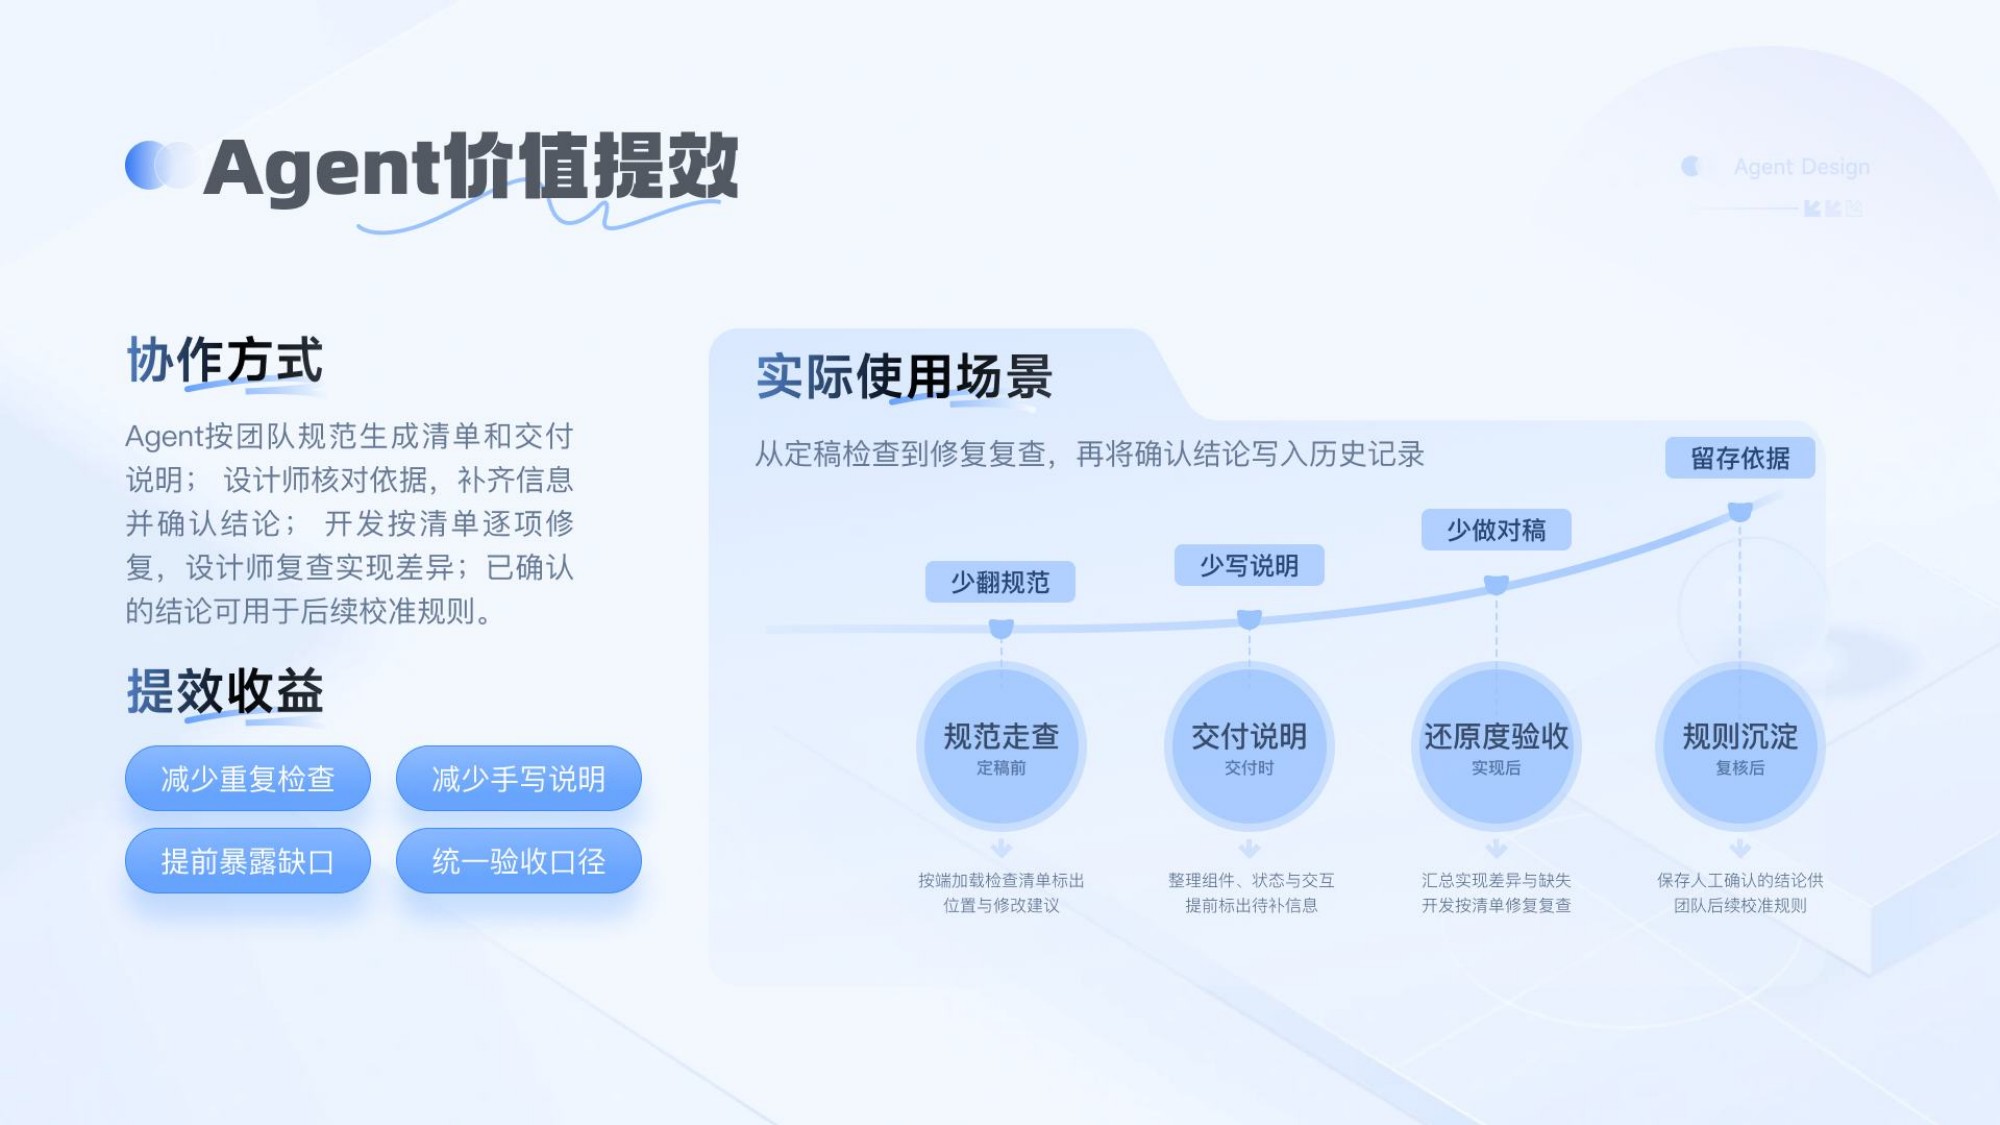 Agent价值提效
Agent Design
协作方式
Agent按团队规范生成清单和交付
说明； 设计师核对依据，补齐信息
并确认结论； 开发按清单逐项修
复，设计师复查实现差异；已确认
的结论可用于后续校准规则。
提效收益
减少重复检查
减少手写说明
提前暴露缺口
统一验收口径
实际使用场景
从定稿检查到修复复查，再将确认结论写入历史记录
少翻规范
少写说明
少做对稿
留存依据
规范走查
定稿前
按端加载检查清单标出
位置与修改建议
交付说明
交付时
整理组件、状态与交互
提前标出待补信息
还原度验收
实现后
汇总实现差异与缺失
开发按清单修复复查
规则沉淀
复核后
保存人工确认的结论供
团队后续校准规则